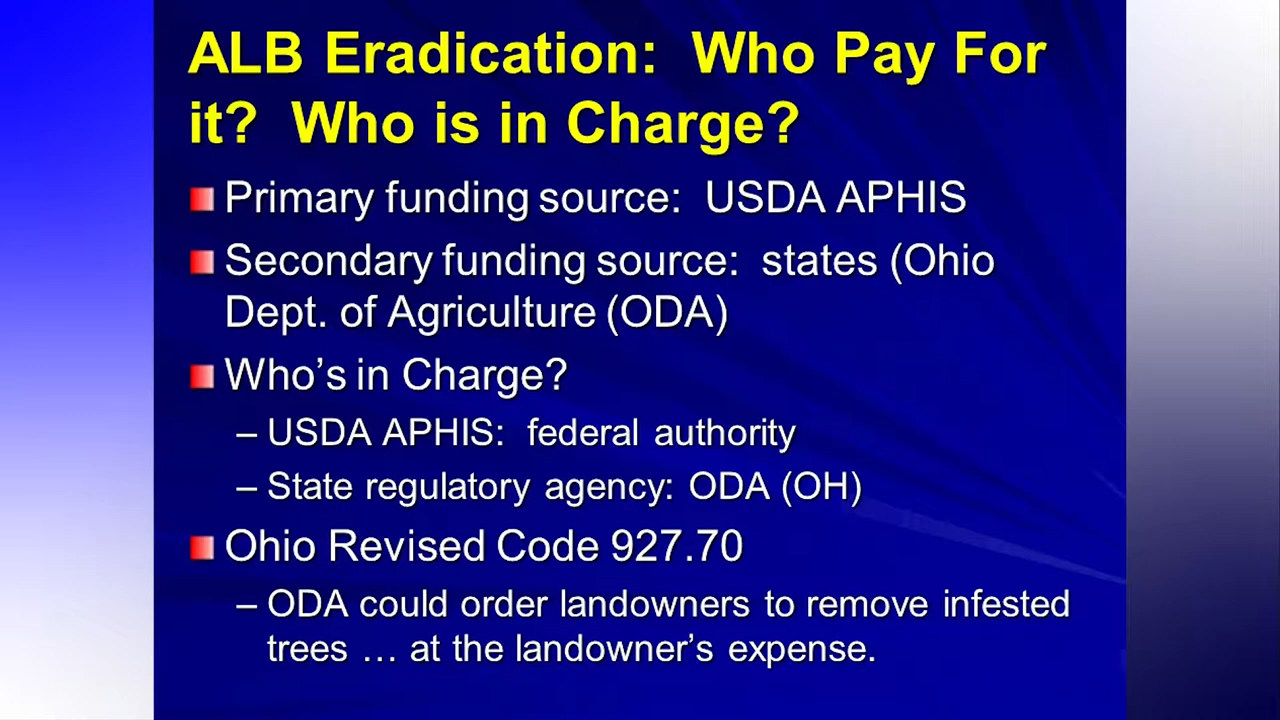 ALB Eradication:  Who Pay For
it?  Who is in Charge?
Primary funding source:  USDA APHIS
Secondary funding source:  states (Ohio
Dept. of Agriculture (ODA)
Who’s in Charge?
– USDA APHIS:  federal authority
– State regulatory agency: ODA (OH)
Ohio Revised Code 927.70
– ODA could order landowners to remove infested
trees … at the landowner’s expense.